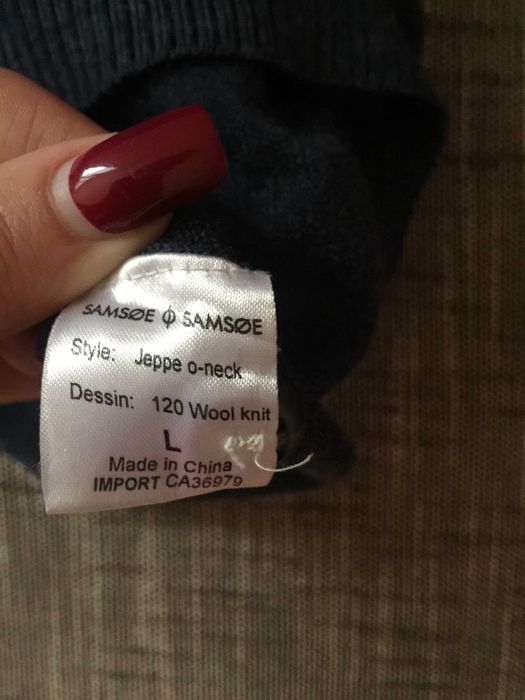 SAMSØE ϕ SAMSØE
Style: Jeppe o-neck
Dessin: 120 Wool knit
L
Made in China
IMPORT CA36979